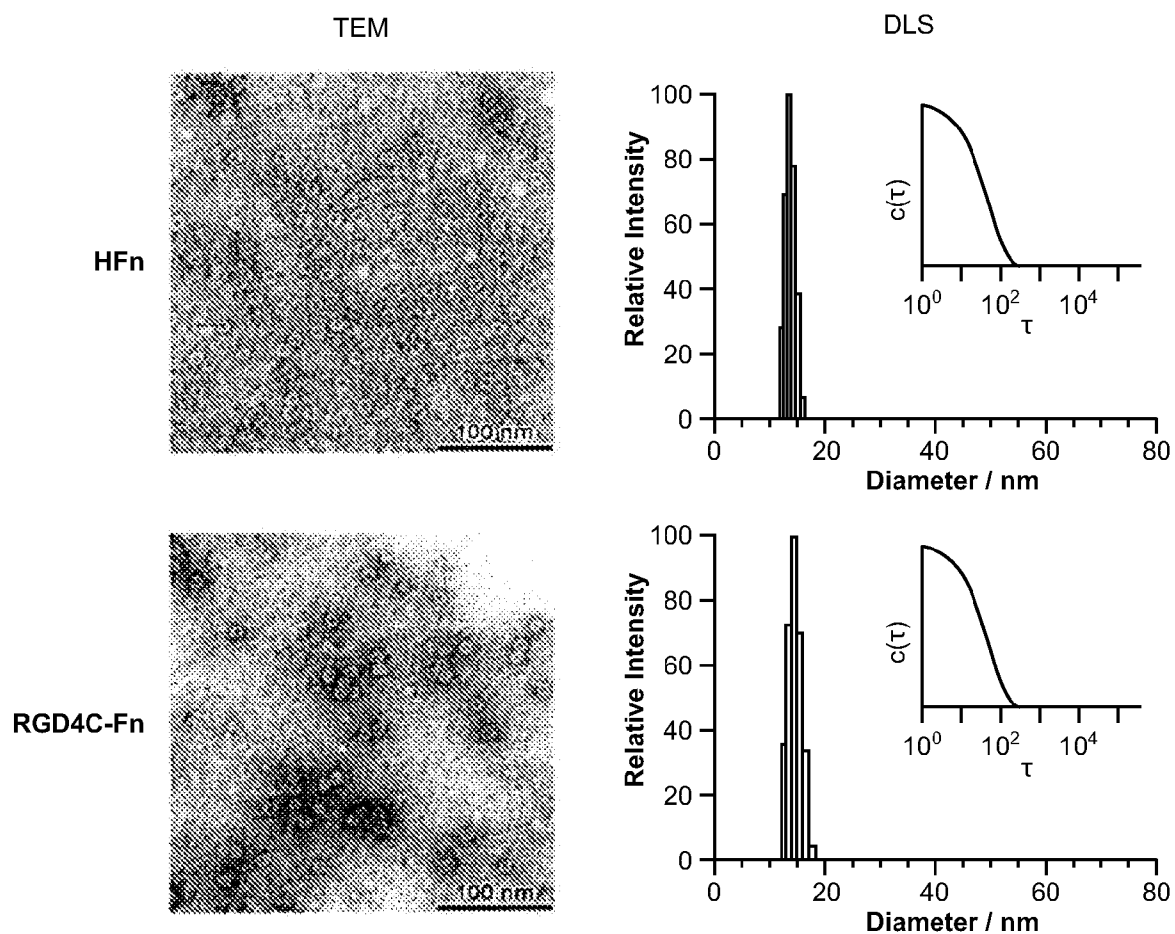 TEM
DLS
HFn
100 nm
100
80
60
40
20
0
Relative Intensity
0 20 40 60 80
Diameter / nm
c(τ)
10⁰ 10² 10⁴
τ
RGD4C-Fn
100 nm
100
80
60
40
20
0
Relative Intensity
0 20 40 60 80
Diameter / nm
c(τ)
10⁰ 10² 10⁴
τ